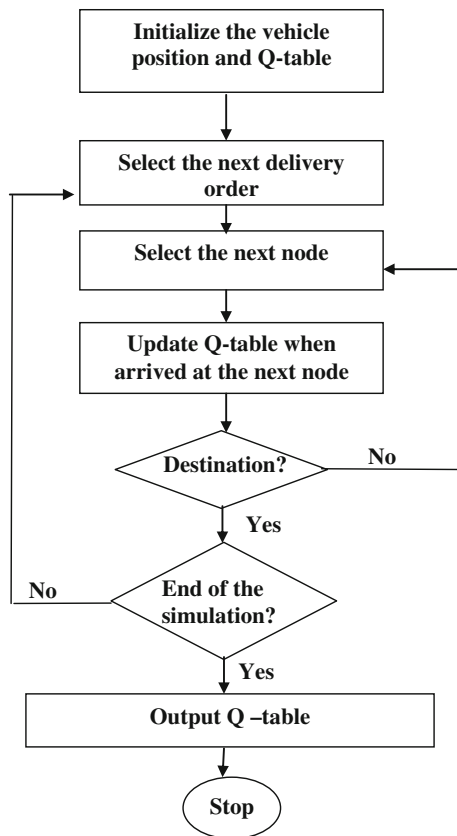 Initialize the vehicle
position and Q-table
Select the next delivery
order
Select the next node
Update Q-table when
arrived at the next node
Destination?
No
Yes
No
End of the
simulation?
Yes
Output Q –table
Stop